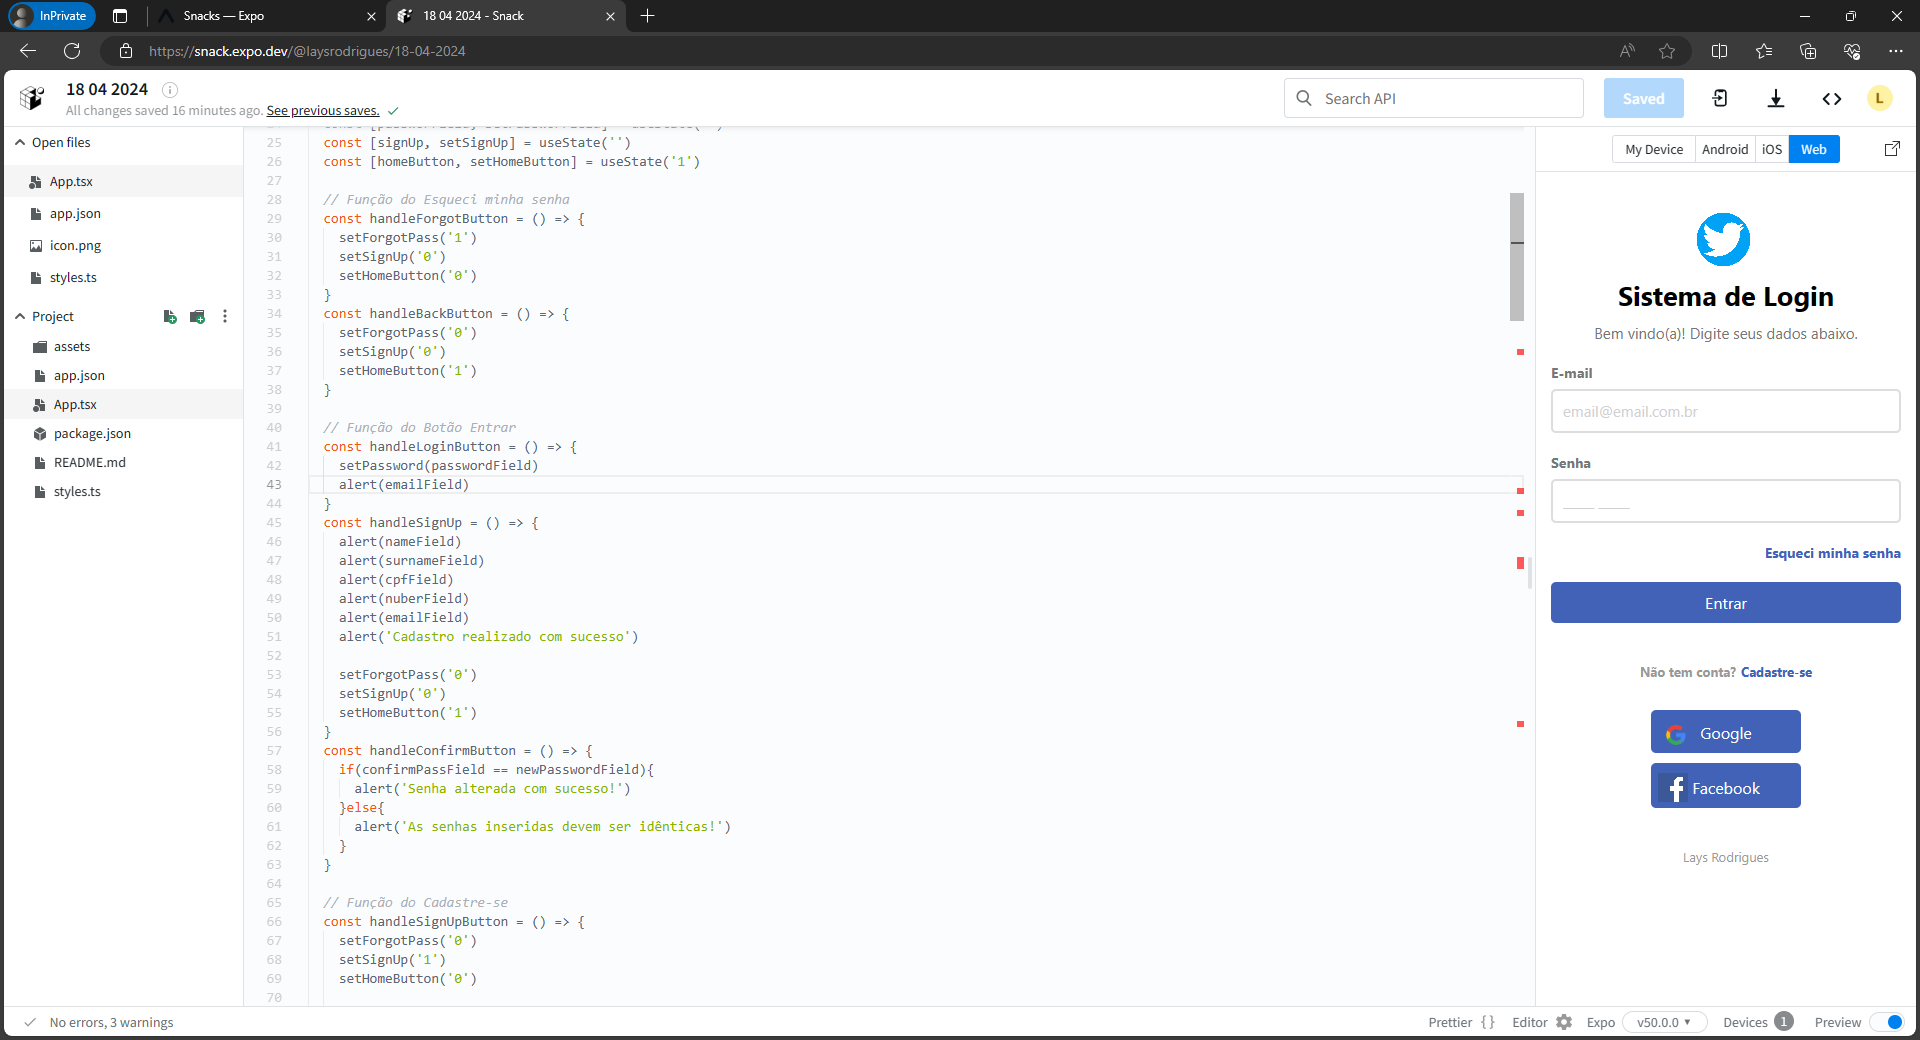 InPrivate
Snacks — Expo
18 04 2024 - Snack
https://snack.expo.dev/@laysrodrigues/18-04-2024
18 04 2024
All changes saved 16 minutes ago. See previous saves.
Search API
Saved
L
Open files
App.tsx
app.json
icon.png
styles.ts
Project
assets
app.json
App.tsx
package.json
README.md
styles.ts
25 const [signUp, setSignUp] = useState('')
26 const [homeButton, setHomeButton] = useState('1')
27
28 // Função do Esqueci minha senha
29 const handleForgotButton = () => {
30 setForgotPass('1')
31 setSignUp('0')
32 setHomeButton('0')
33 }
34 const handleBackButton = () => {
35 setForgotPass('0')
36 setSignUp('0')
37 setHomeButton('1')
38 }
39
40 // Função do Botão Entrar
41 const handleLoginButton = () => {
42 setPassword(passwordField)
43 alert(emailField)
44 }
45 const handleSignUp = () => {
46 alert(nameField)
47 alert(surnameField)
48 alert(cpfField)
49 alert(nuberField)
50 alert(emailField)
51 alert('Cadastro realizado com sucesso')
52
53 setForgotPass('0')
54 setSignUp('0')
55 setHomeButton('1')
56 }
57 const handleConfirmButton = () => {
58 if(confirmPassField == newPasswordField){
59 alert('Senha alterada com sucesso!')
60 }else{
61 alert('As senhas inseridas devem ser idênticas!')
62 }
63 }
64
65 // Função do Cadastre-se
66 const handleSignUpButton = () => {
67 setForgotPass('0')
68 setSignUp('1')
69 setHomeButton('0')
70
My Device Android iOS Web
Sistema de Login
Bem vindo(a)! Digite seus dados abaixo.
E-mail
email@email.com.br
Senha
____ ____
Esqueci minha senha
Entrar
Não tem conta? Cadastre-se
Google
Facebook
Lays Rodrigues
No errors, 3 warnings
Prettier {} Editor Expo v50.0.0 Devices 1 Preview